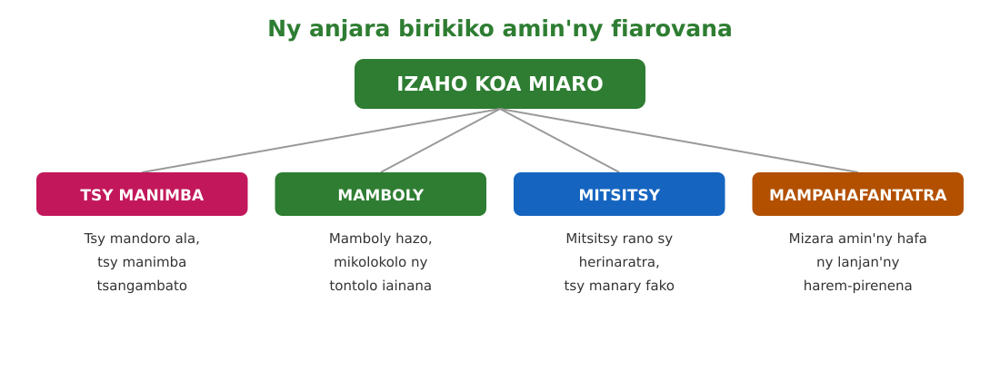 Ny anjara birikiko amin'ny fiarovana
IZAHO KOA MIARO
TSY MANIMBA
Tsy mandoro ala,
tsy manimba
tsangambato
MAMBOLY
Mamboly hazo,
mikolokolo ny
tontolo iainana
MITSITSY
Mitsitsy rano sy
herinaratra,
tsy manary fako
MAMPAHAFANTATRA
Mizara amin'ny hafa
ny lanjan'ny
harem-pirenena